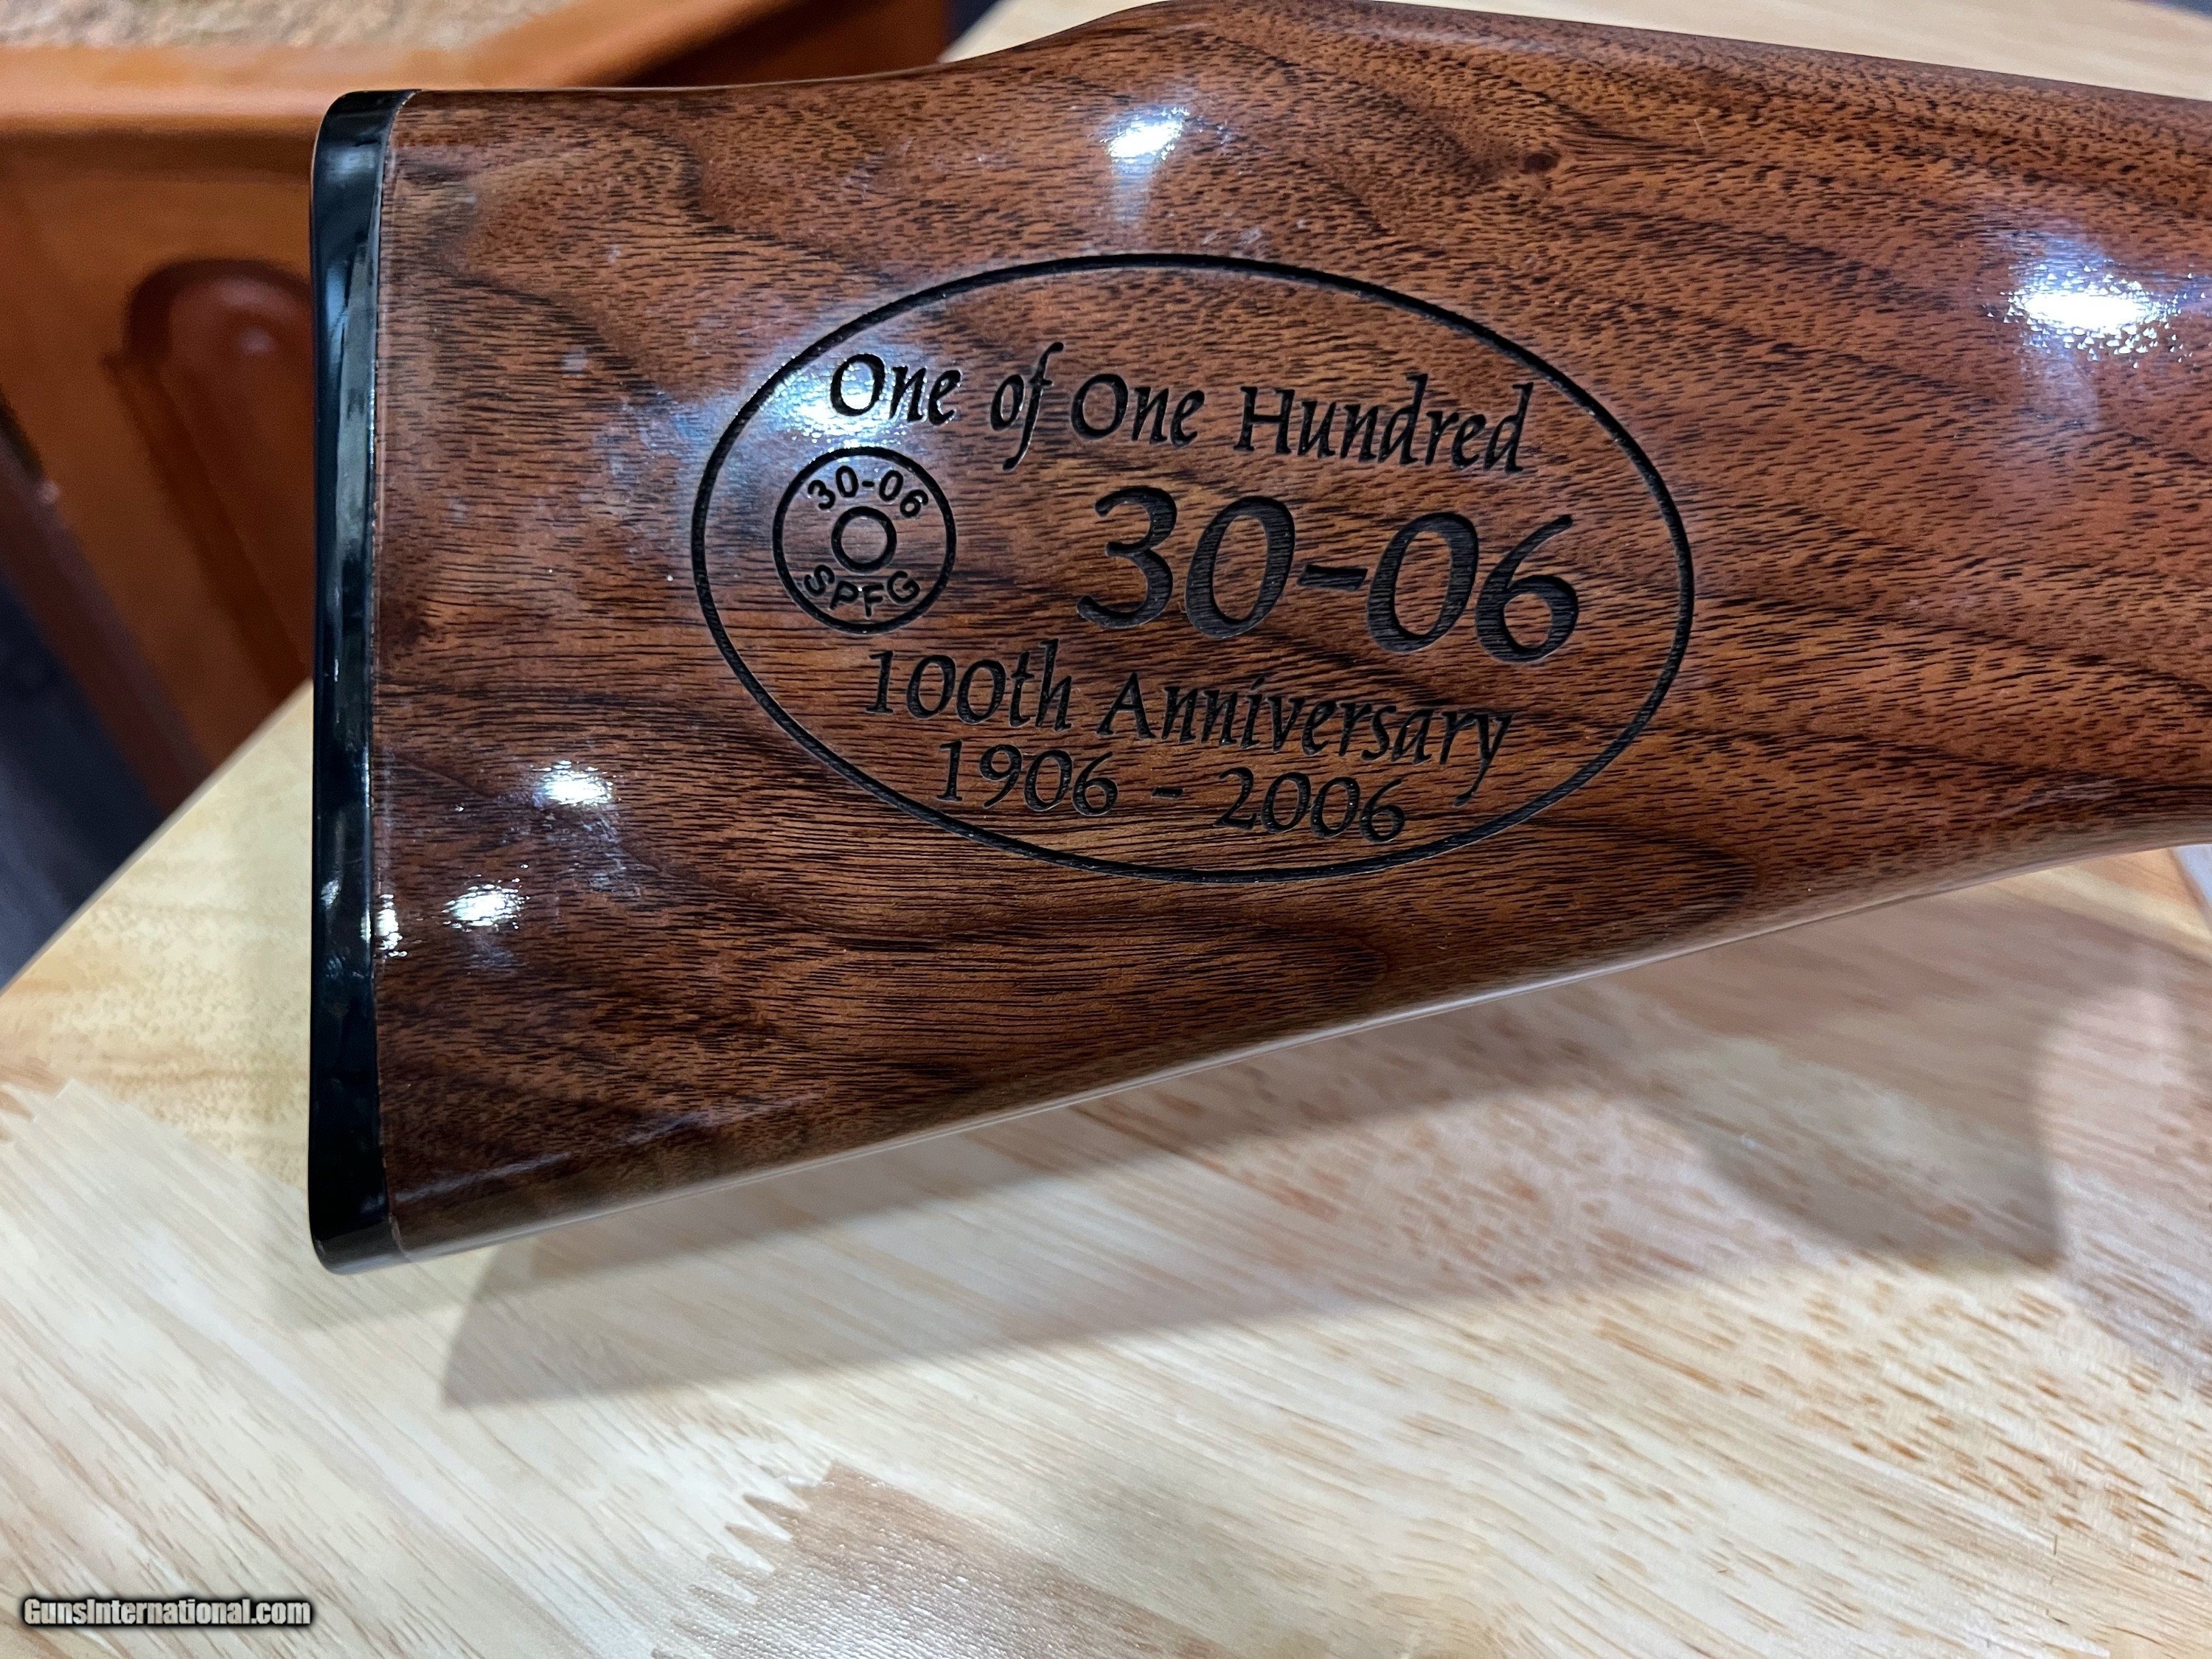 One of One Hundred
30-06
SPFG
30-06
100th Anniversary
1906 - 2006
GunsInternational.com